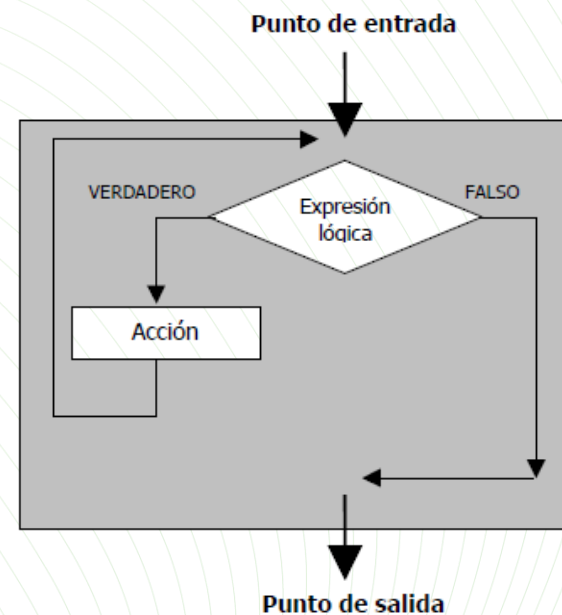 Punto de entrada
VERDADERO
Expresión
lógica
FALSO
Acción
Punto de salida